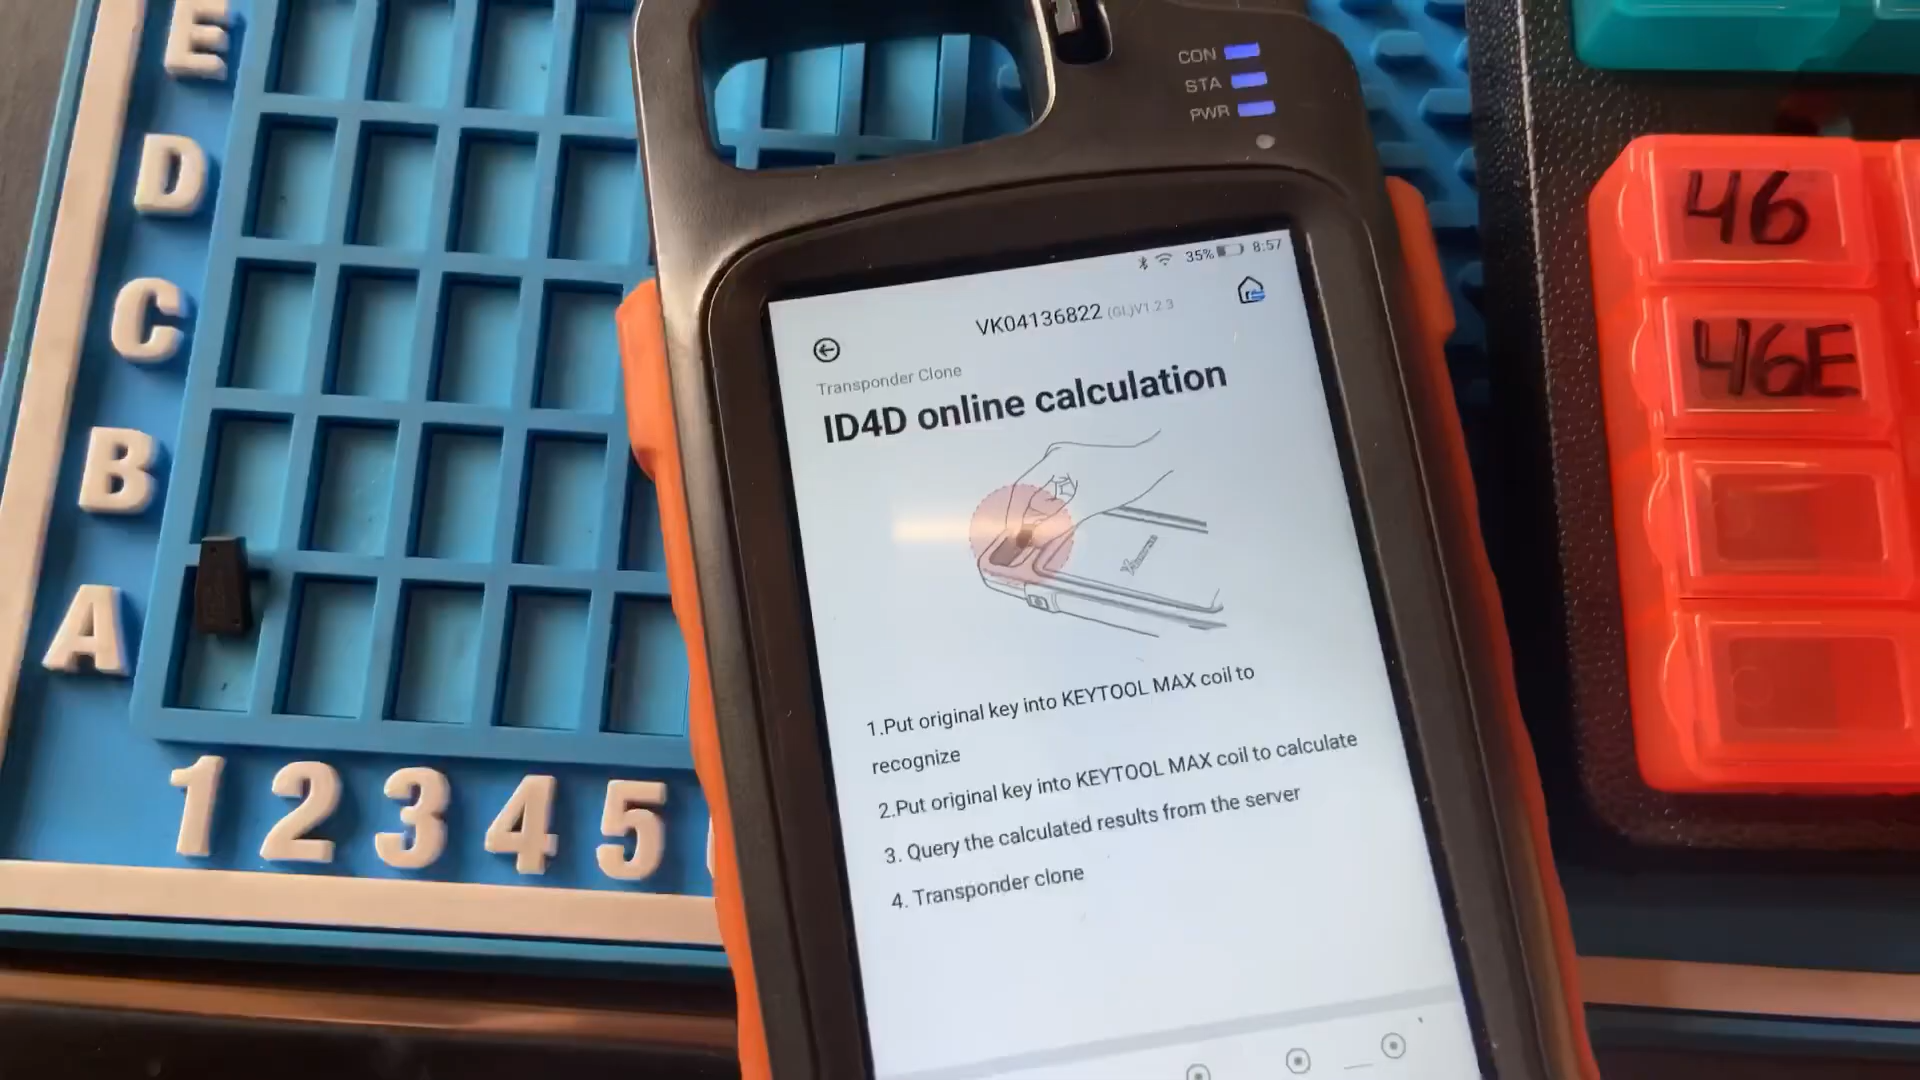 E
D
C
B
A
1 2 3 4 5
CON
STA
PWR
35% 8:57
VK04136822 (GL)V1.2.3
Transponder Clone
ID4D online calculation
1.Put original key into KEYTOOL MAX coil to
recognize
2.Put original key into KEYTOOL MAX coil to calculate
3. Query the calculated results from the server
4. Transponder clone
46
46E